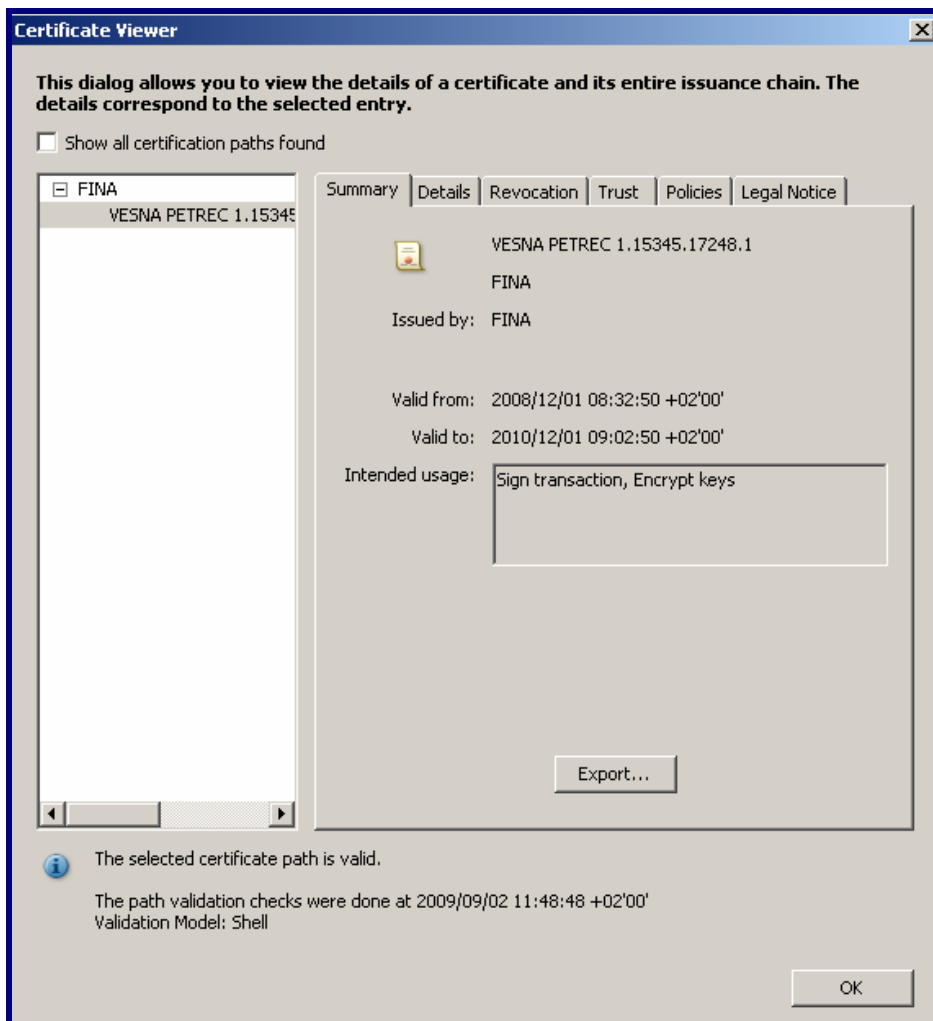 Certificate Viewer
This dialog allows you to view the details of a certificate and its entire issuance chain. The
details correspond to the selected entry.
Show all certification paths found
FINA
VESNA PETREC 1.15345
Summary
Details
Revocation
Trust
Policies
Legal Notice
VESNA PETREC 1.15345.17248.1
FINA
Issued by: FINA
Valid from: 2008/12/01 08:32:50 +02'00'
Valid to: 2010/12/01 09:02:50 +02'00'
Intended usage: Sign transaction, Encrypt keys
Export...
The selected certificate path is valid.
The path validation checks were done at 2009/09/02 11:48:48 +02'00'
Validation Model: Shell
OK